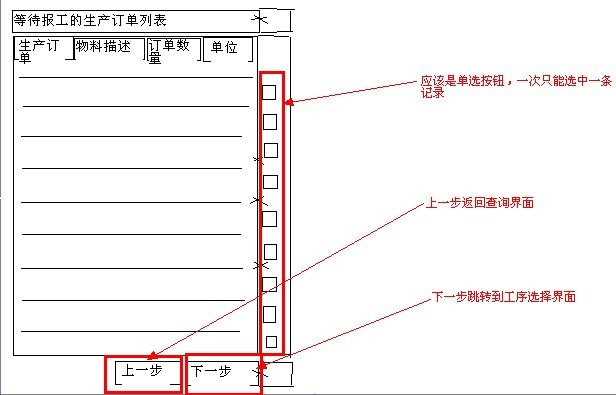 等待报工的生产订单列表
生产订
单
物料描述
订单数
量
单位
应该是单选按钮，一次只能选中一条
记录
上一步返回查询界面
下一步跳转到工序选择界面
上一步
下一步